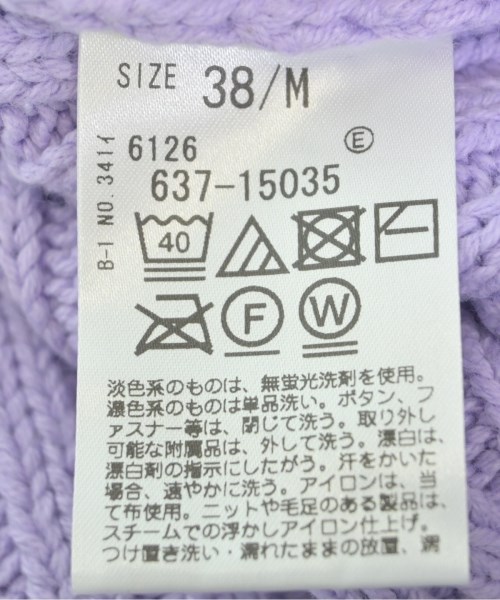 SIZE 38/M
B-1 NO.341イ
6126
Ⓔ
637-15035
40
F
W
淡色系のものは、無蛍光洗剤を使用。
濃色系のものは単品洗い。ボタン、フ
ァスナー等は、閉じて洗う。取り外し
可能な附属品は、外して洗う。漂白は、
漂白剤の指示にしたがう。汗をかいた
場合、速やかに洗う。アイロンは、当
て布使用。ニットや毛足のある製品は、
スチームでの浮かしアイロン仕上げ。
つけ置き洗い・濡れたままの放置、濡